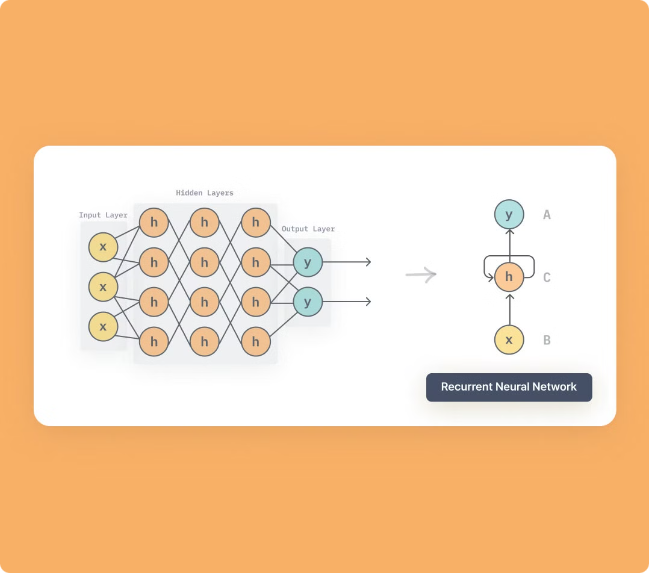 Hidden Layers
Input Layer
Output Layer
h h h
x
h h h y
x
h h h y
x
h h h
y A
h C
x B
Recurrent Neural Network